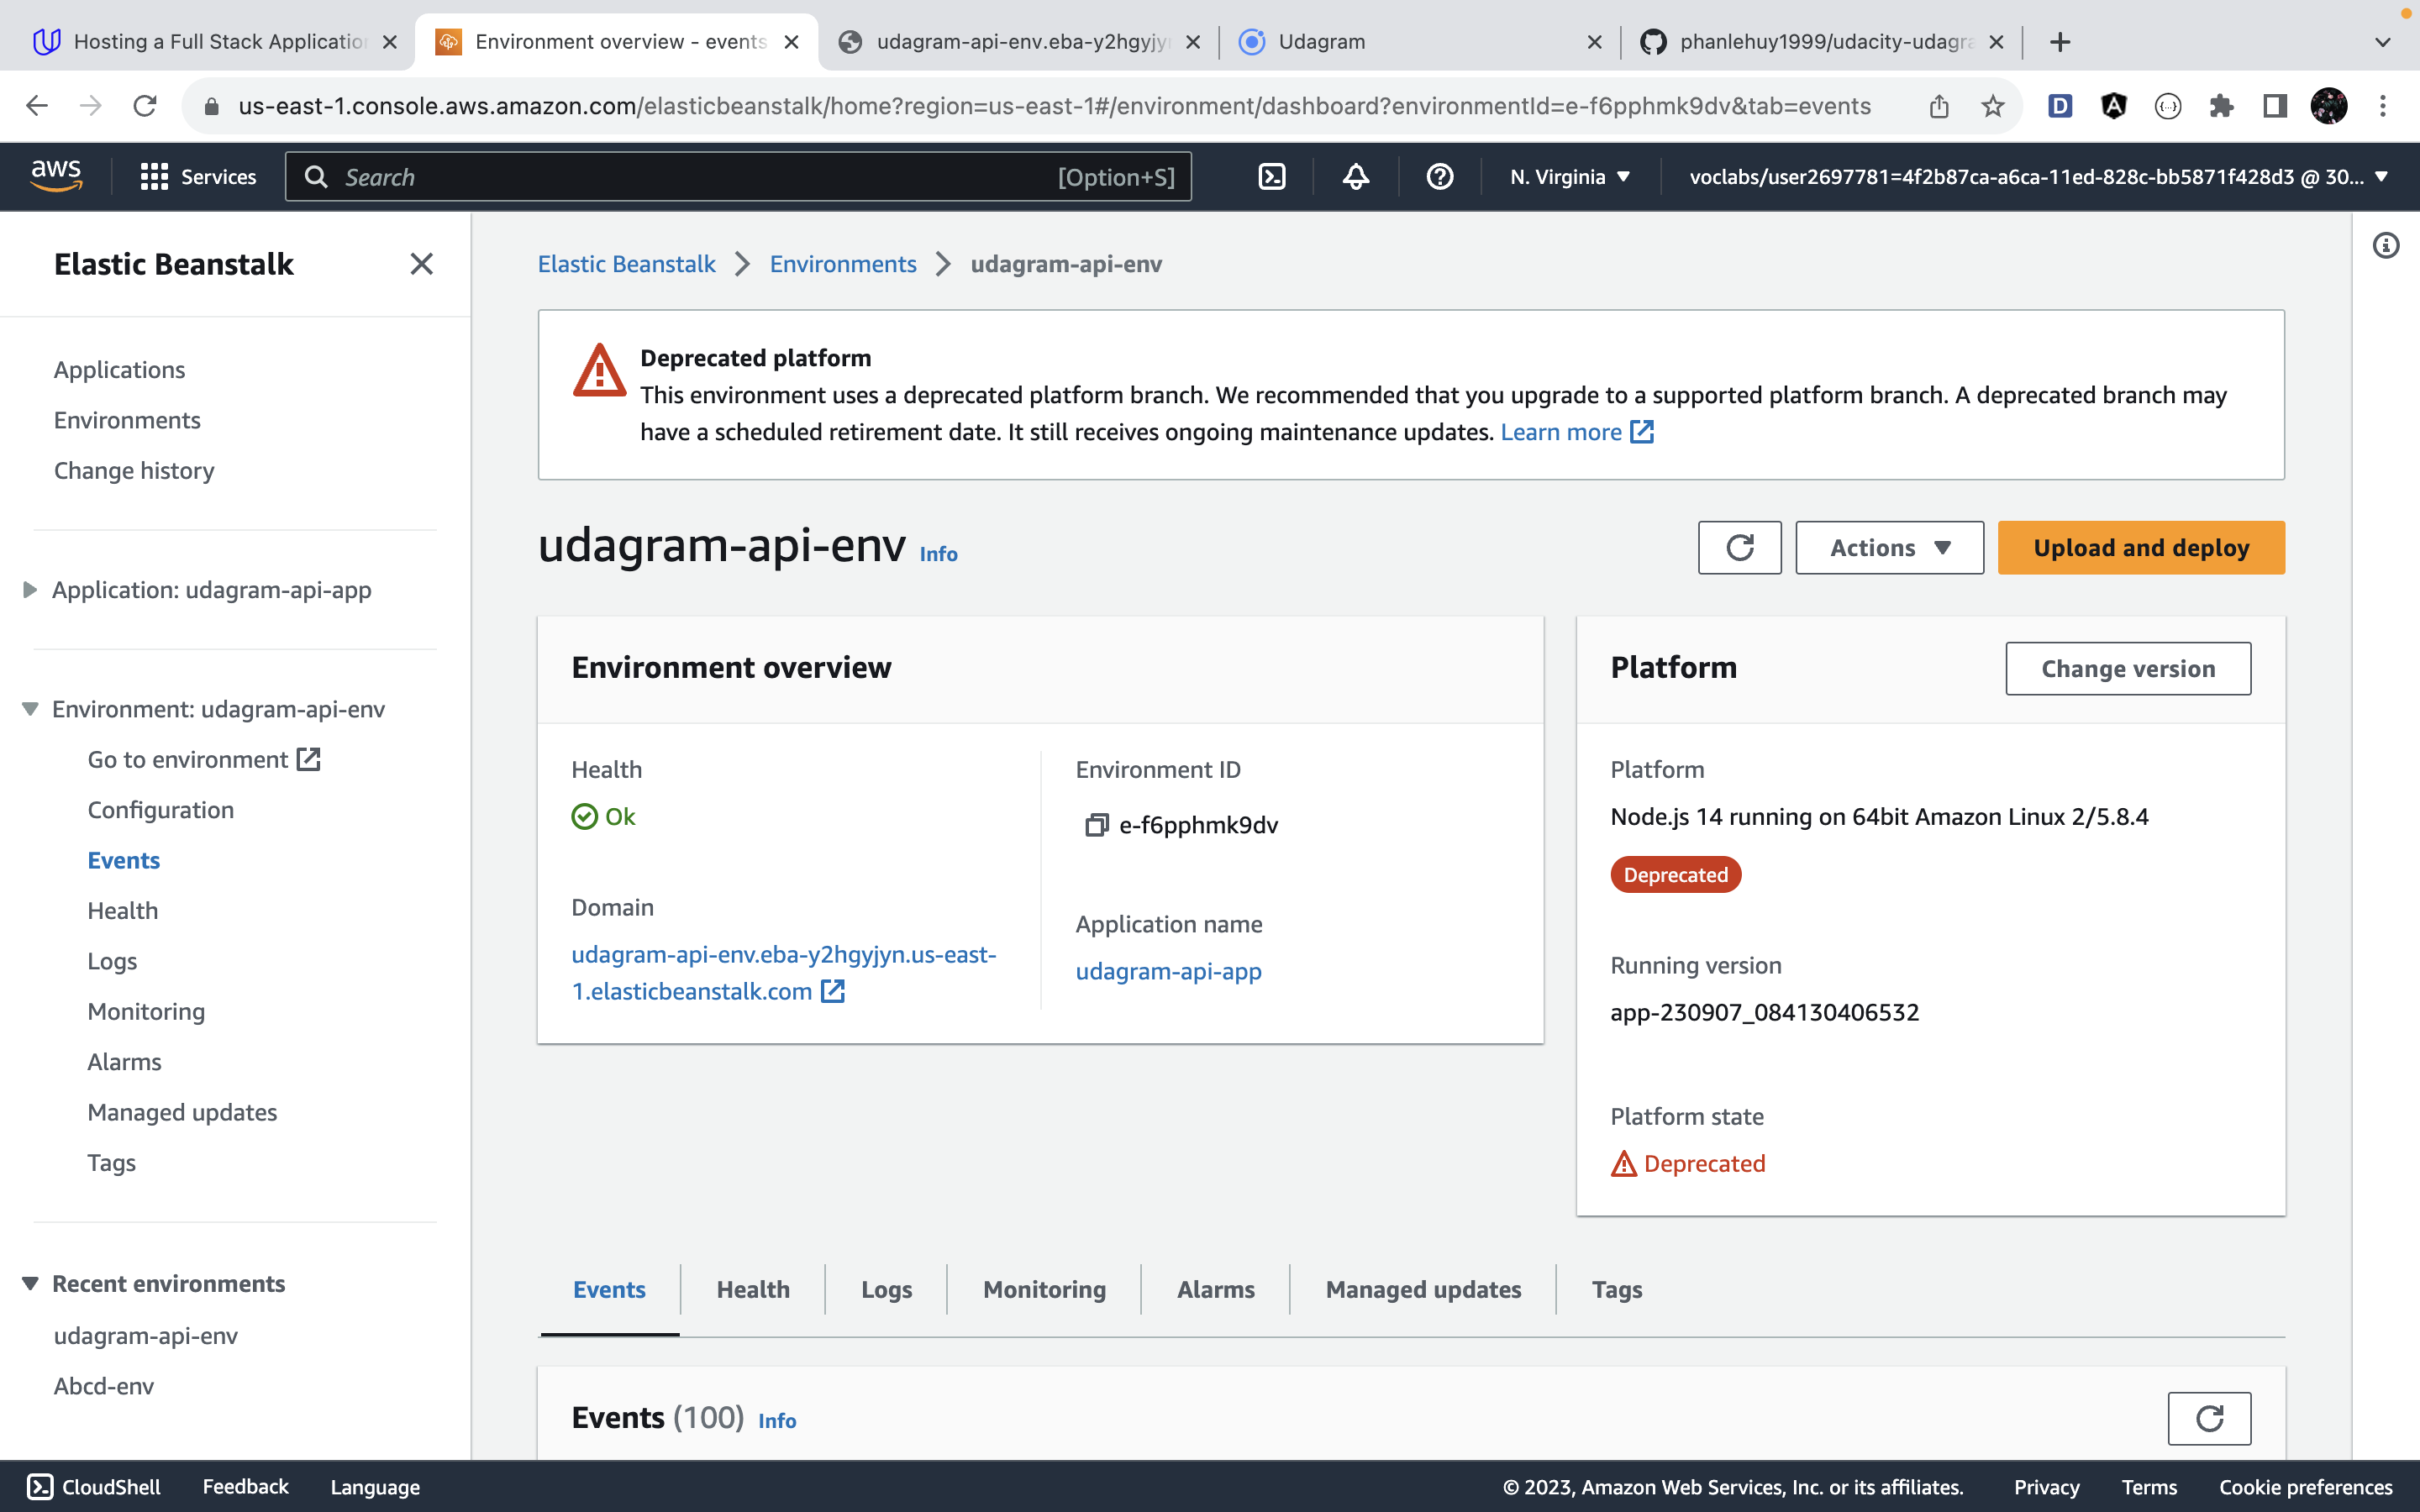 Hosting a Full Stack Application
Environment overview - events
udagram-api-env.eba-y2hgyjy
Udagram
phanlehuy1999/udacity-udagra
us-east-1.console.aws.amazon.com/elasticbeanstalk/home?region=us-east-1#/environment/dashboard?environmentId=e-f6pphmk9dv&tab=events
aws
Services
Search
[Option+S]
N. Virginia
voclabs/user2697781=4f2b87ca-a6ca-11ed-828c-bb5871f428d3 @ 30...
Elastic Beanstalk
Applications
Environments
Change history
Application: udagram-api-app
Environment: udagram-api-env
Go to environment
Configuration
Events
Health
Logs
Monitoring
Alarms
Managed updates
Tags
Recent environments
udagram-api-env
Abcd-env
Elastic Beanstalk > Environments > udagram-api-env
Deprecated platform
This environment uses a deprecated platform branch. We recommended that you upgrade to a supported platform branch. A deprecated branch may
have a scheduled retirement date. It still receives ongoing maintenance updates. Learn more
udagram-api-env Info
Actions
Upload and deploy
Environment overview
Health
Ok
Domain
udagram-api-env.eba-y2hgyjyn.us-east-
1.elasticbeanstalk.com
Environment ID
e-f6pphmk9dv
Application name
udagram-api-app
Platform
Change version
Platform
Node.js 14 running on 64bit Amazon Linux 2/5.8.4
Deprecated
Running version
app-230907_084130406532
Platform state
Deprecated
Events
Health
Logs
Monitoring
Alarms
Managed updates
Tags
Events (100) Info
CloudShell
Feedback
Language
© 2023, Amazon Web Services, Inc. or its affiliates.
Privacy
Terms
Cookie preferences